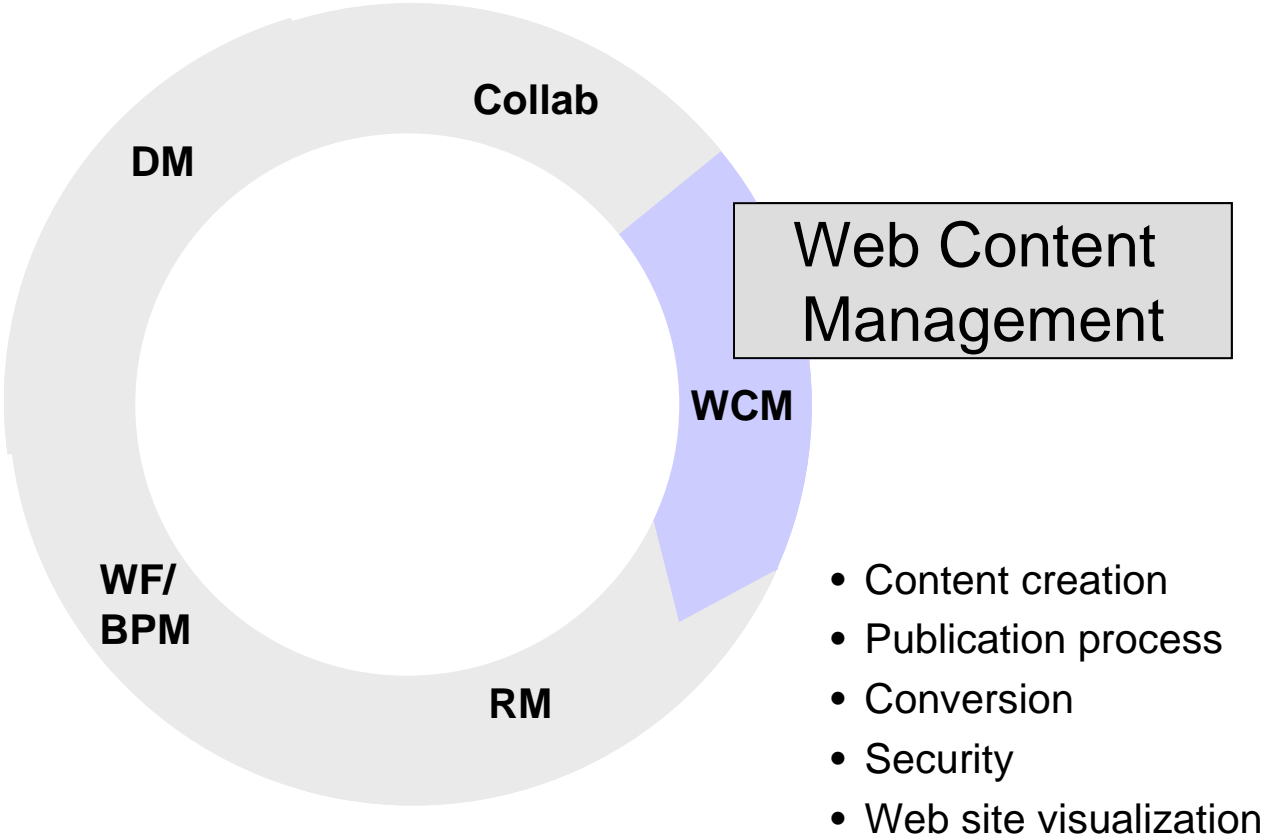 Collab
DM
Web Content
Management
WCM
WF/
BPM
RM
• Content creation
• Publication process
• Conversion
• Security
• Web site visualization